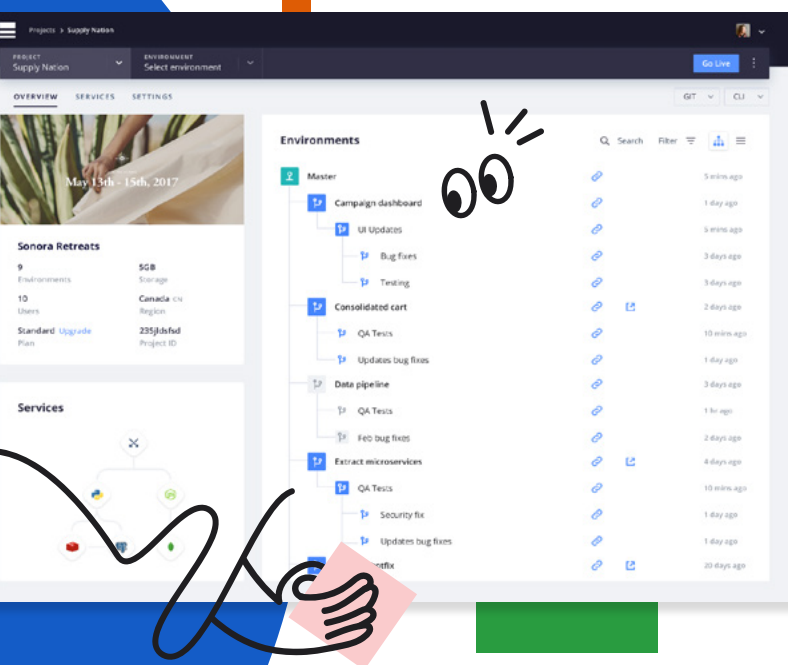 Projects > Supply Nation
PROJECT
Supply Nation
ENVIRONMENT
Select environment
Go Live
OVERVIEW SERVICES SETTINGS
GIT
CLI
May 13th - 15th, 2017
Sonora Retreats
9
Environments
5GB
Storage
10
Users
Canada
Region
Standard Upgrade
Plan
235jldsfsd
Project ID
Services
Environments
Search
Filter
Master 5 mins ago
Campaign dashboard 1 day ago
UI Updates 5 mins ago
Bug fixes 3 days ago
Testing 3 days ago
Consolidated cart 2 days ago
QA Tests 10 mins ago
Updates bug fixes 1 day ago
Data pipeline 3 days ago
QA Tests 1 hr ago
Feb bug fixes 2 days ago
Extract microservices 4 days ago
QA Tests 10 mins ago
Security fix 1 day ago
Updates bug fixes 1 day ago
20 days ago